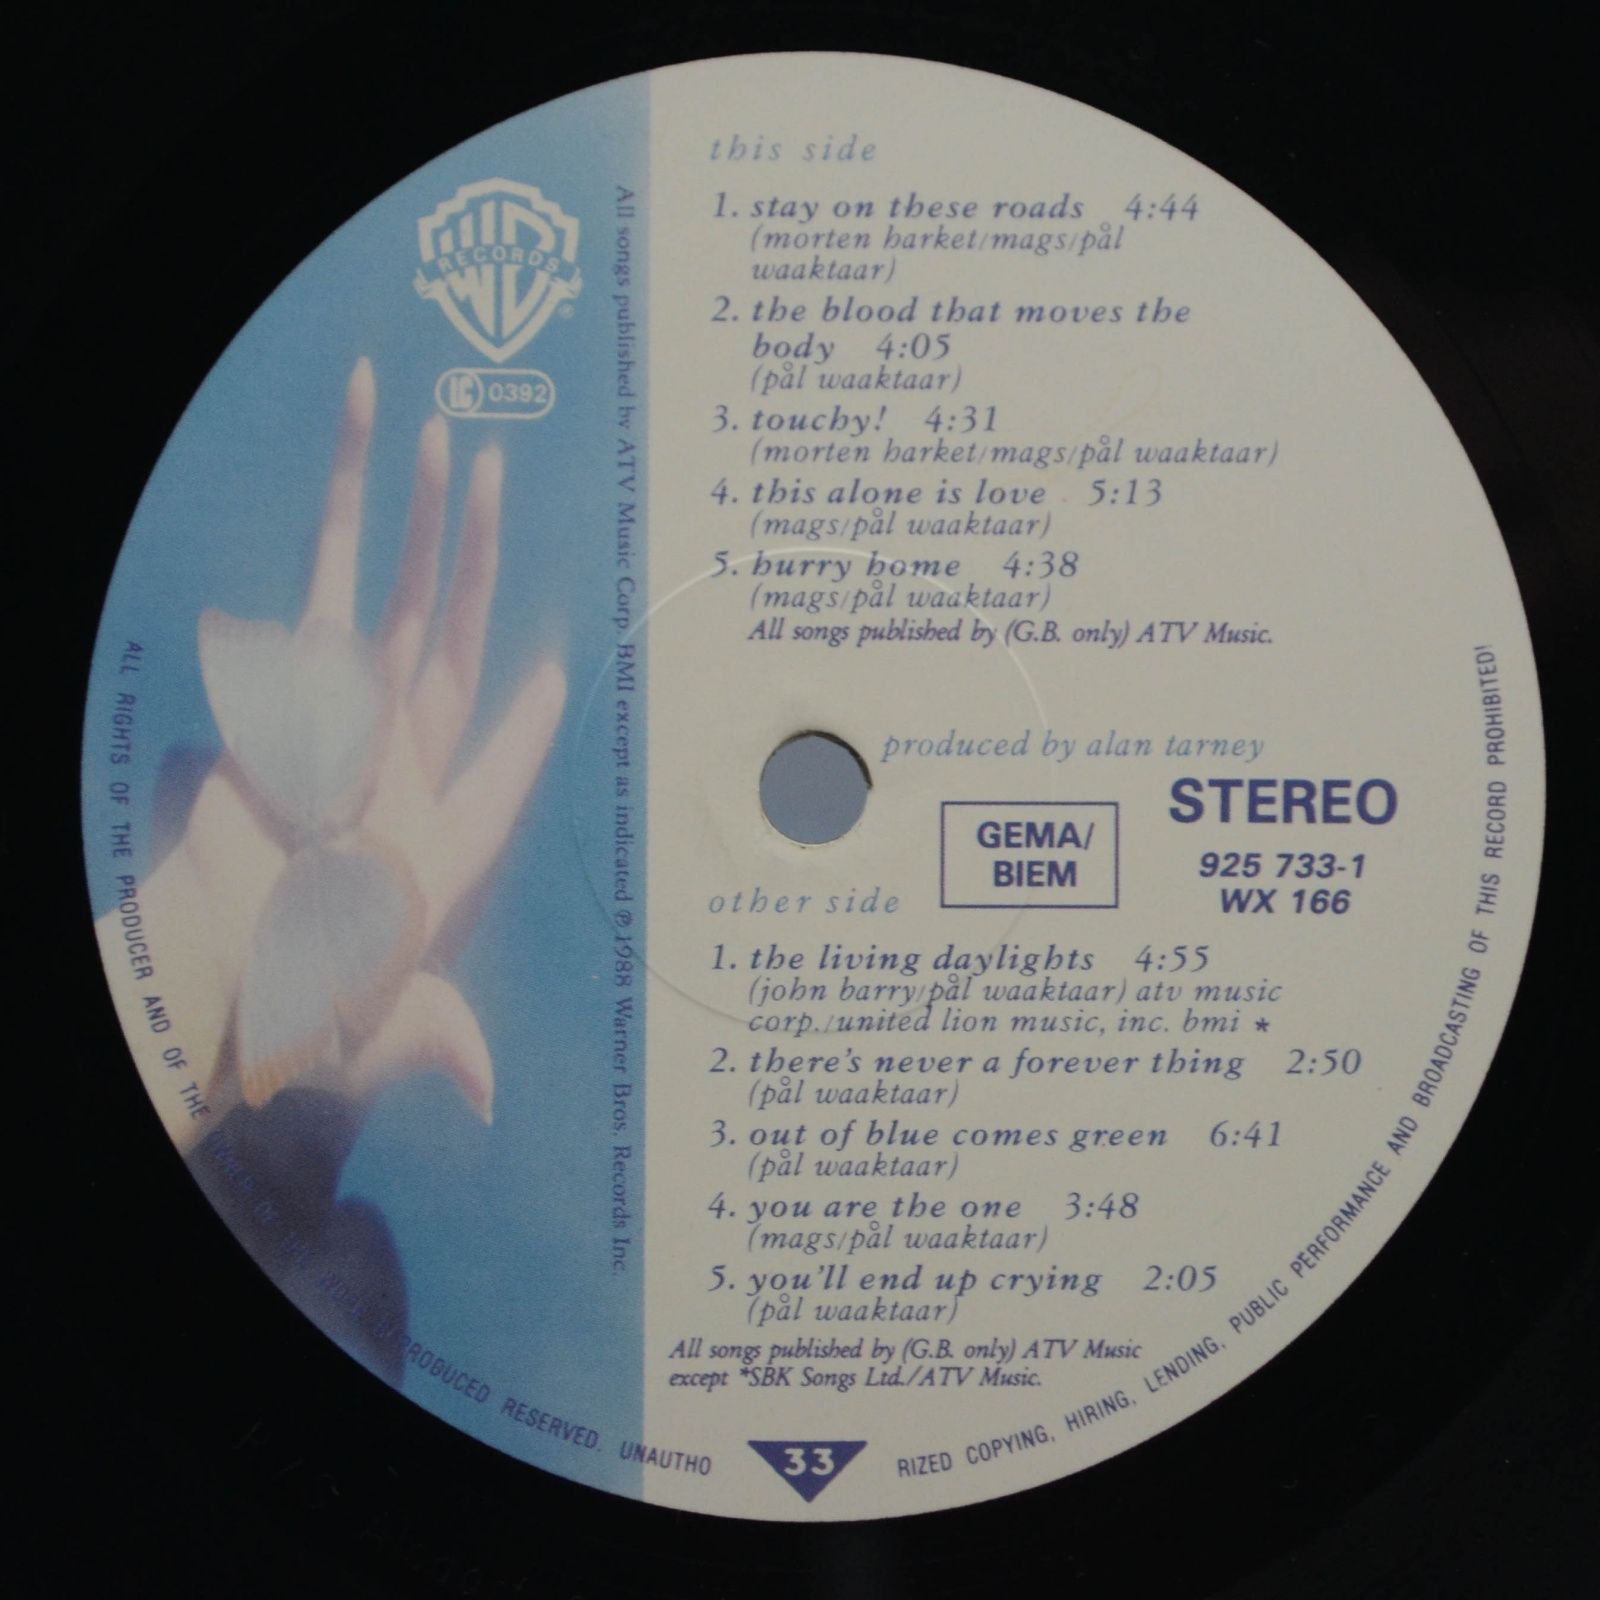 RECORDS
®
LC 0392
this side
1. stay on these roads 4:44
(morten harket/mags/pål
waaktaar)
2. the blood that moves the
body 4:05
(pål waaktaar)
3. touchy! 4:31
(morten harket/mags/pål waaktaar)
4. this alone is love 5:13
(mags/pål waaktaar)
5. hurry home 4:38
(mags/pål waaktaar)
All songs published by (G.B. only) ATV Music.
produced by alan tarney
STEREO
GEMA/
BIEM
925 733-1
WX 166
other side
1. the living daylights 4:55
(john barry/pål waaktaar) atv music
corp./united lion music, inc. bmi *
2. there's never a forever thing 2:50
(pål waaktaar)
3. out of blue comes green 6:41
(pål waaktaar)
4. you are the one 3:48
(mags/pål waaktaar)
5. you'll end up crying 2:05
(pål waaktaar)
All songs published by (G.B. only) ATV Music
except *SBK Songs Ltd./ATV Music.
33
All songs published by ATV Music Corp. BMI except as indicated ℗ 1988 Warner Bros. Records Inc.
ALL RIGHTS OF THE PRODUCER AND OF THE OWNER OF THE WORK REPRODUCED RESERVED. UNAUTHO RIZED COPYING, HIRING, LENDING, PUBLIC PERFORMANCE AND BROADCASTING OF THIS RECORD PROHIBITED!